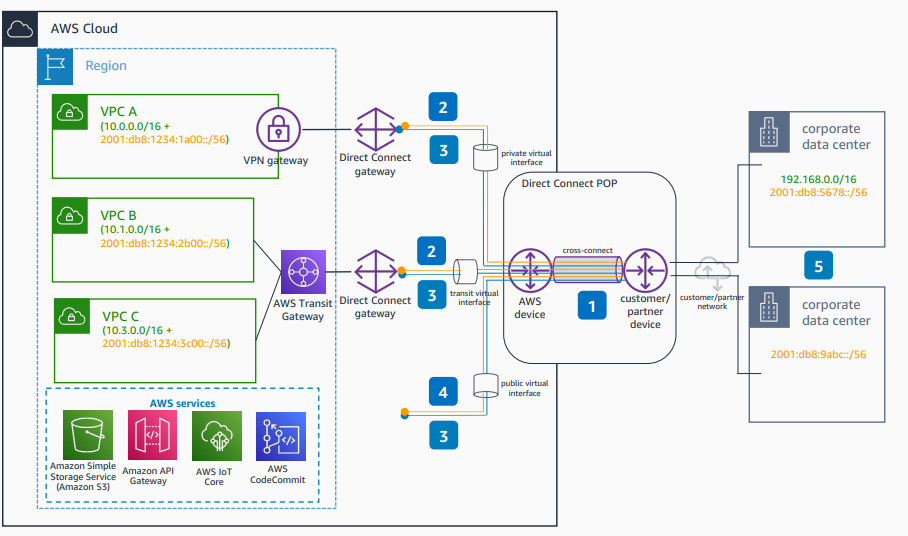 AWS Cloud
Region
VPC A
(10.0.0.0/16 +
2001:db8:1234:1a00::/56)
VPN gateway
Direct Connect
gateway
2
3
private virtual
interface
VPC B
(10.1.0.0/16 +
2001:db8:1234:2b00::/56)
AWS Transit
Gateway
Direct Connect
gateway
2
3
transit virtual
interface
VPC C
(10.3.0.0/16 +
2001:db8:1234:3c00::/56)
Direct Connect POP
cross-connect
1
AWS
device
customer/
partner
device
customer/partner
network
corporate
data center
192.168.0.0/16
2001:db8:5678::/56
5
corporate
data center
2001:db8:9abc::/56
4
3
public virtual
interface
AWS services
Amazon Simple
Storage Service
(Amazon S3)
Amazon API
Gateway
AWS IoT
Core
AWS
CodeCommit